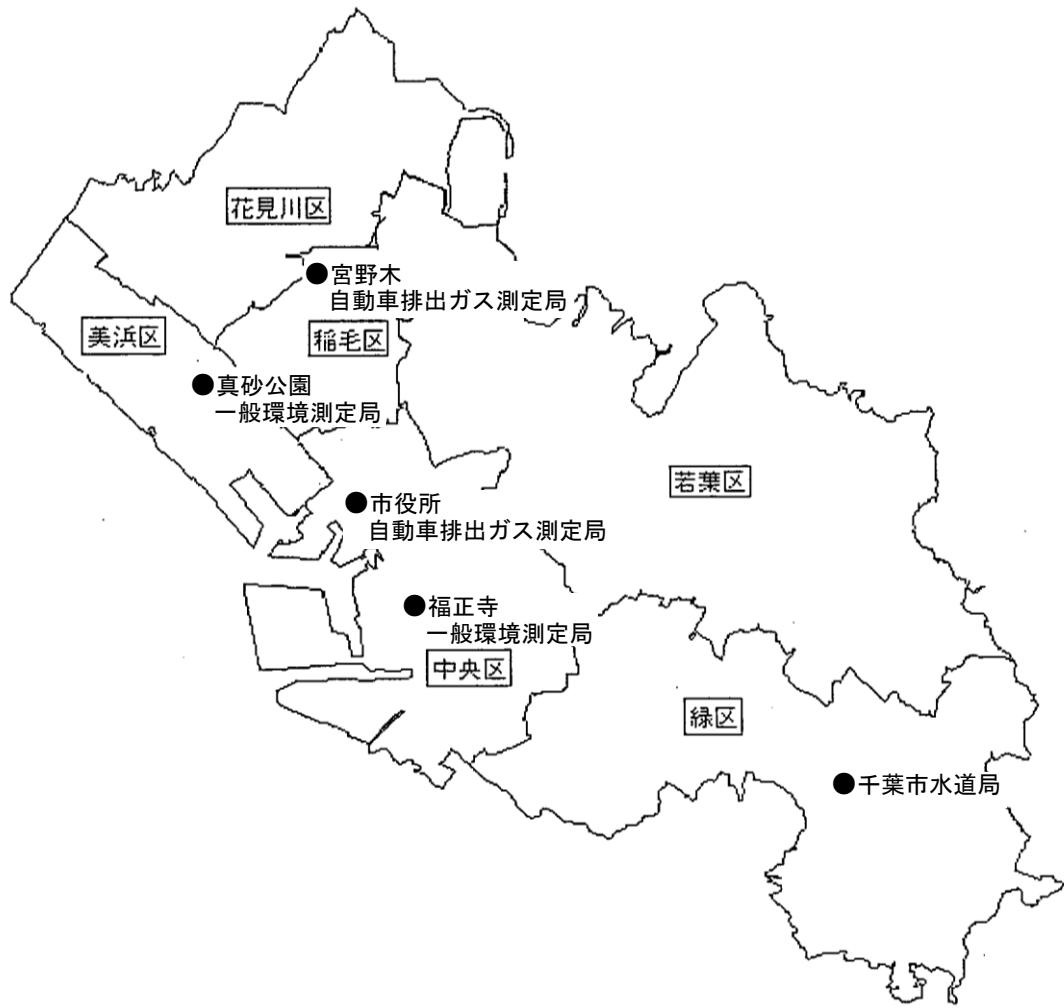 花見川区
●宮野木
自動車排出ガス測定局
美浜区
稲毛区
●真砂公園
一般環境測定局
若葉区
●市役所
自動車排出ガス測定局
●福正寺
一般環境測定局
中央区
緑区
●千葉市水道局